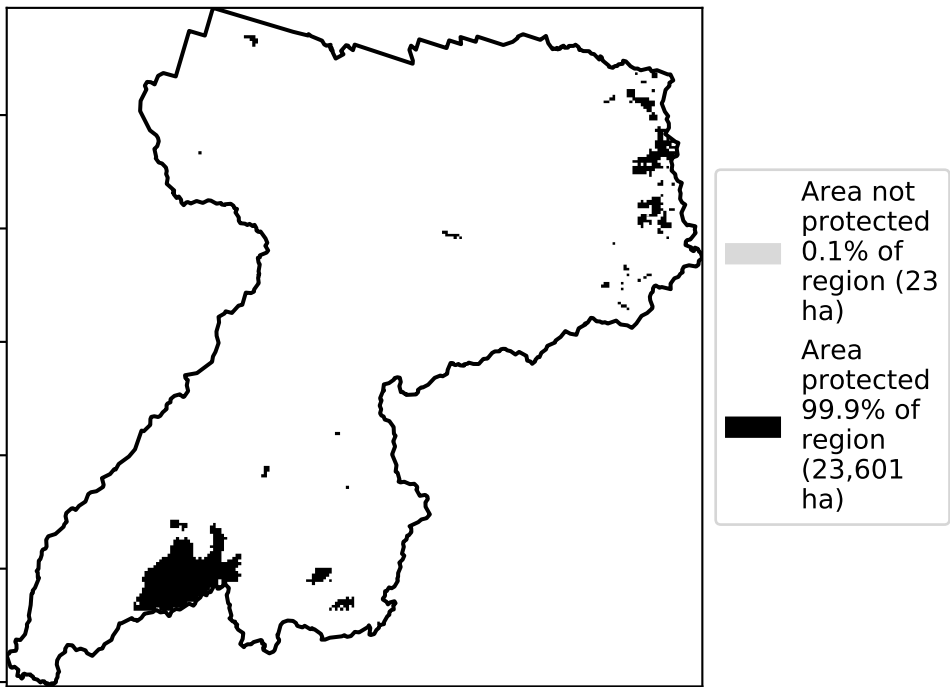 Area not
protected
0.1% of
region (23
ha)
Area
protected
99.9% of
region
(23,601
ha)